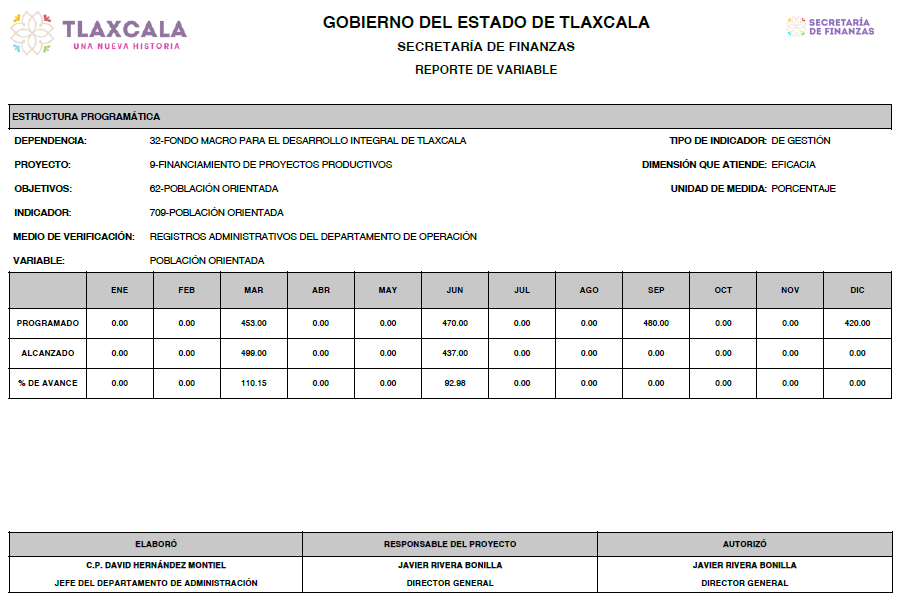 TLAXCALA
UNA NUEVA HISTORIA
GOBIERNO DEL ESTADO DE TLAXCALA
SECRETARÍA DE FINANZAS
REPORTE DE VARIABLE
SECRETARÍA
DE FINANZAS
ESTRUCTURA PROGRAMÁTICA
DEPENDENCIA: 32-FONDO MACRO PARA EL DESARROLLO INTEGRAL DE TLAXCALA TIPO DE INDICADOR: DE GESTIÓN
PROYECTO: 9-FINANCIAMIENTO DE PROYECTOS PRODUCTIVOS DIMENSIÓN QUE ATIENDE: EFICACIA
OBJETIVOS: 62-POBLACIÓN ORIENTADA UNIDAD DE MEDIDA: PORCENTAJE
INDICADOR: 709-POBLACIÓN ORIENTADA
MEDIO DE VERIFICACIÓN: REGISTROS ADMINISTRATIVOS DEL DEPARTAMENTO DE OPERACIÓN
VARIABLE: POBLACIÓN ORIENTADA
ENE FEB MAR ABR MAY JUN JUL AGO SEP OCT NOV DIC
PROGRAMADO 0.00 0.00 453.00 0.00 0.00 470.00 0.00 0.00 480.00 0.00 0.00 420.00
ALCANZADO 0.00 0.00 499.00 0.00 0.00 437.00 0.00 0.00 0.00 0.00 0.00 0.00
% DE AVANCE 0.00 0.00 110.15 0.00 0.00 92.98 0.00 0.00 0.00 0.00 0.00 0.00
ELABORÓ RESPONSABLE DEL PROYECTO AUTORIZÓ
C.P. DAVID HERNÁNDEZ MONTIEL JAVIER RIVERA BONILLA JAVIER RIVERA BONILLA
JEFE DEL DEPARTAMENTO DE ADMINISTRACIÓN DIRECTOR GENERAL DIRECTOR GENERAL